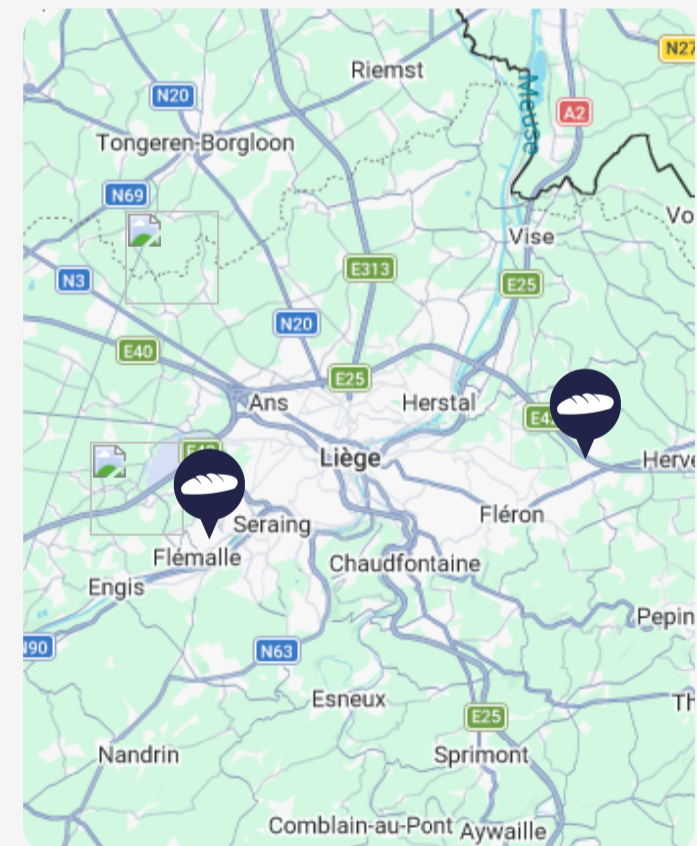 N27
Riemst
N20
A2
Meuse
Tongeren-Borgloon
N69
Vo
Vise
E313
N3
E25
N20
E40
E25
Ans
Herstal
E42
Liège
Herve
Fléron
Seraing
Flémalle
Chaudfontaine
Engis
Pepin
N90
N63
Esneux
Th
E25
Nandrin
Sprimont
Comblain-au-Pont
Aywaille